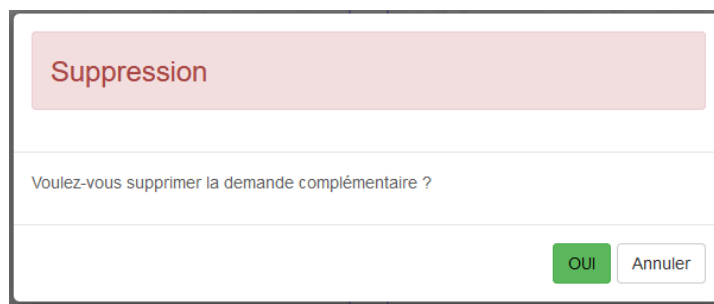 Suppression
Voulez-vous supprimer la demande complémentaire ?
OUI Annuler